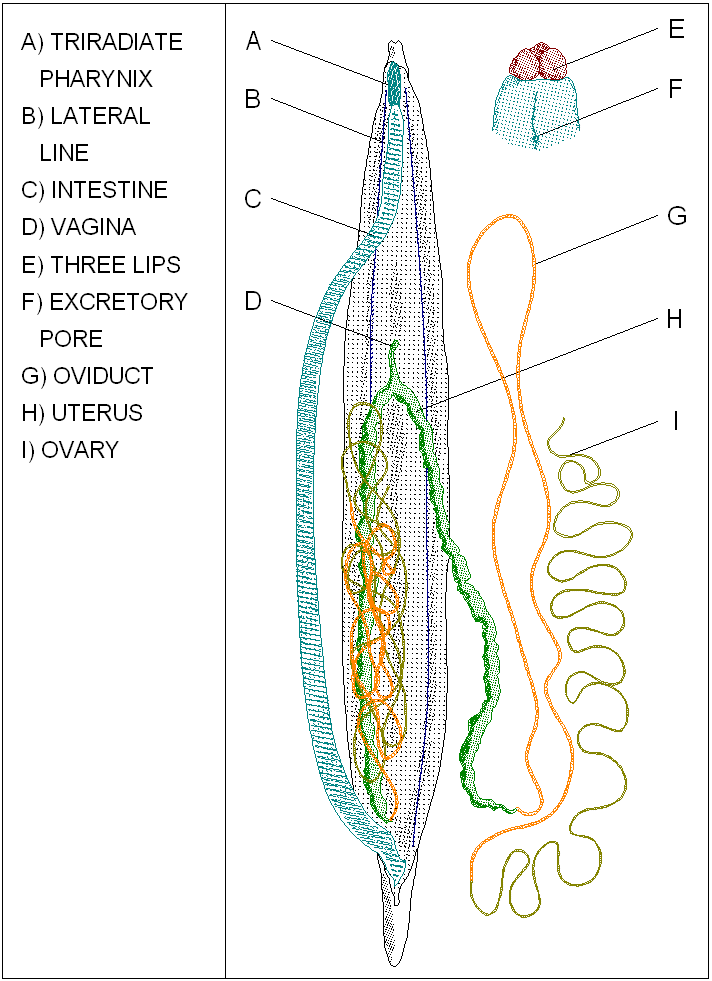 A) TRIRADIATE
PHARYNIX
B) LATERAL
LINE
C) INTESTINE
D) VAGINA
E) THREE LIPS
F) EXCRETORY
PORE
G) OVIDUCT
H) UTERUS
I) OVARY
A
B
C
D
E
F
G
H
I